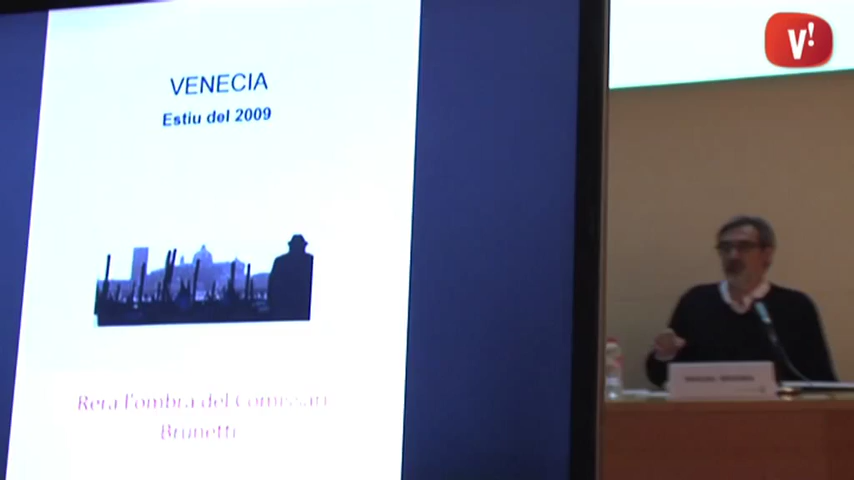 VENECIA
Estiu del 2009
Rera l'ombra del Comissari
Brunetti
V!